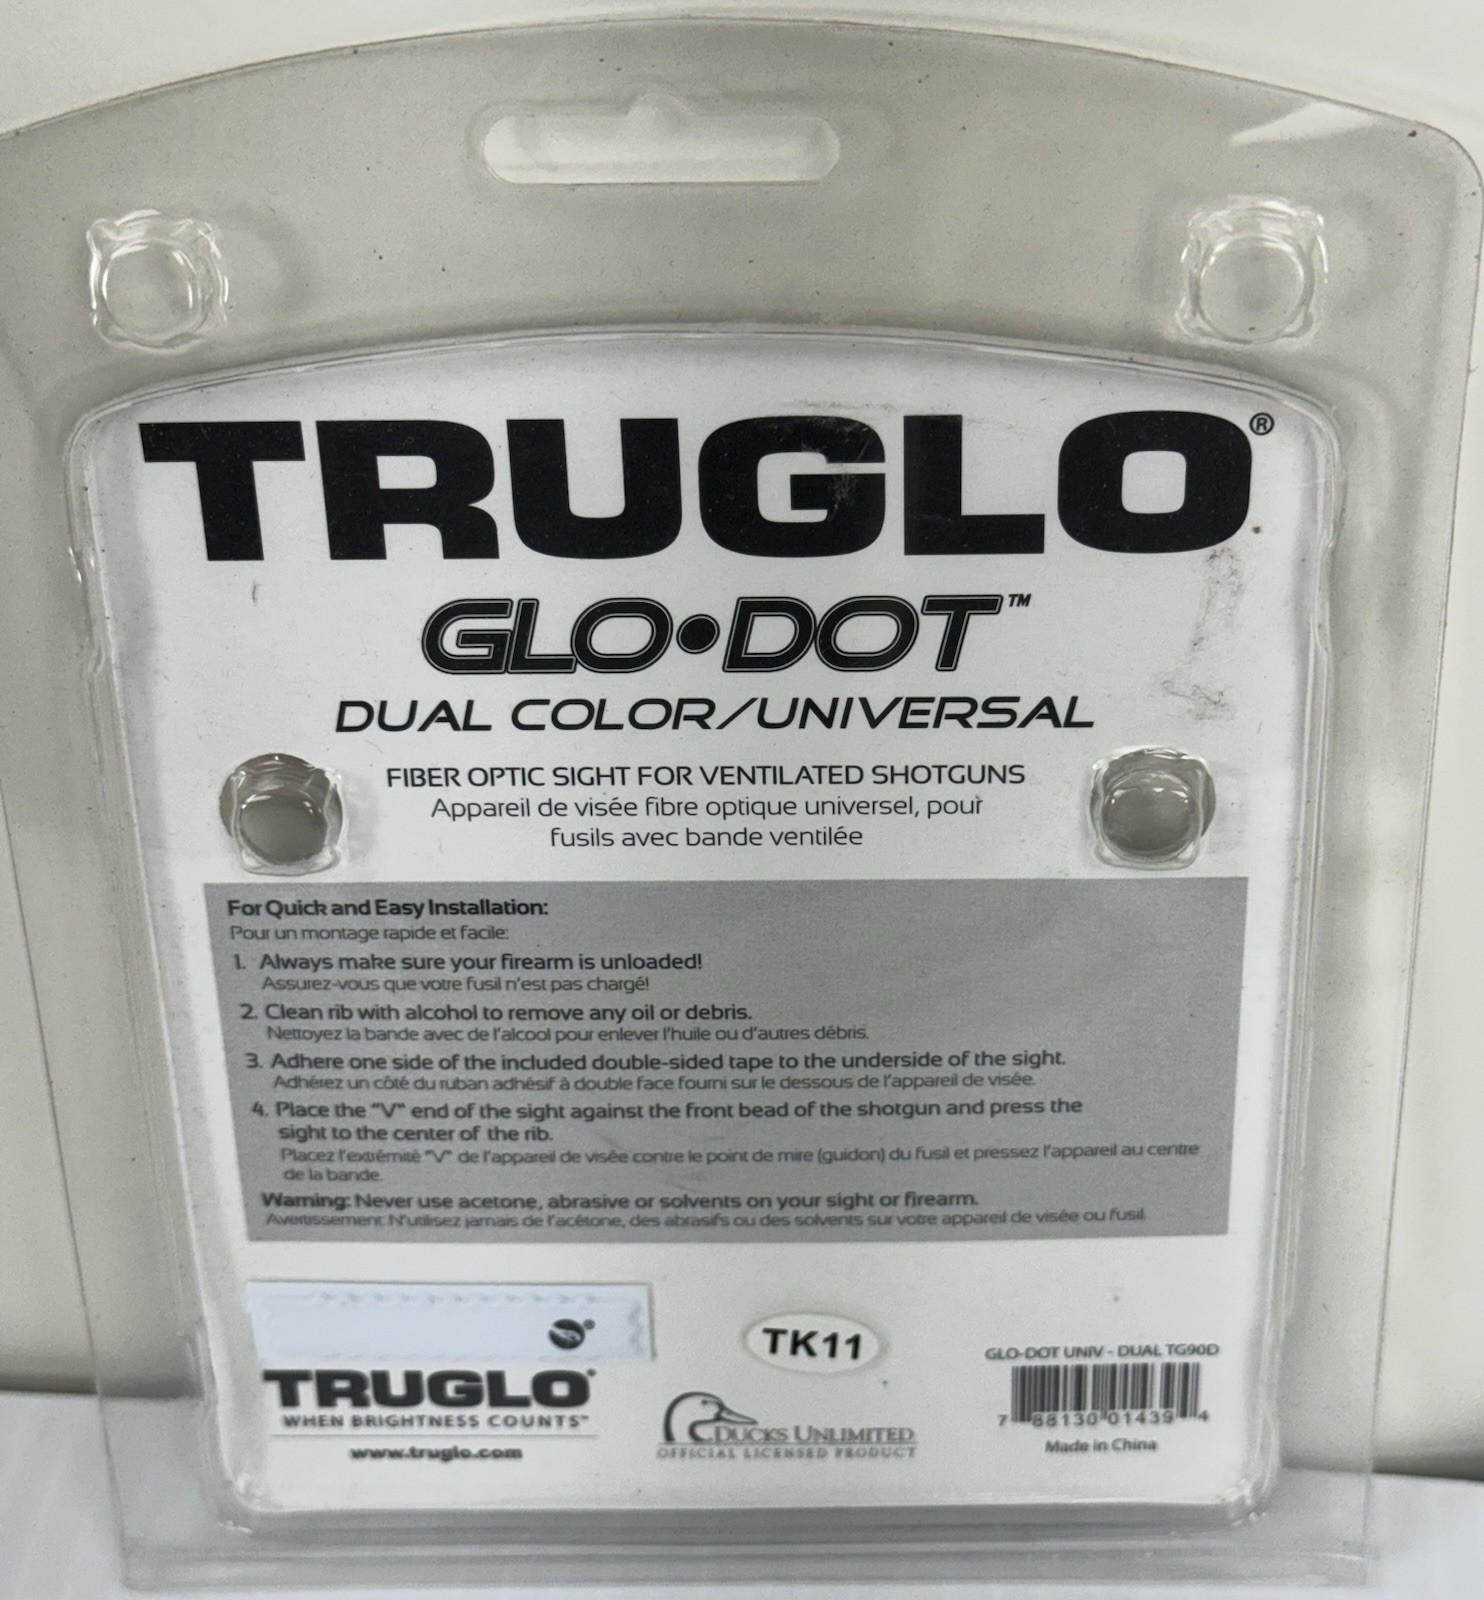 TRUGLO®
GLO•DOT™
DUAL COLOR/UNIVERSAL
FIBER OPTIC SIGHT FOR VENTILATED SHOTGUNS
Appareil de visée fibre optique universel, pour
fusils avec bande ventilée
For Quick and Easy Installation:
Pour un montage rapide et facile:
1. Always make sure your firearm is unloaded!
Assurez-vous que votre fusil n'est pas chargé!
2. Clean rib with alcohol to remove any oil or debris.
Nettoyez la bande avec de l'alcool pour enlever l'huile ou d'autres débris.
3. Adhere one side of the included double-sided tape to the underside of the sight.
Adhérez un côté du ruban adhésif à double face fourni sur le dessous de l'appareil de visée.
4. Place the "V" end of the sight against the front bead of the shotgun and press the
sight to the center of the rib.
Placez l'extrémité "V" de l'appareil de visée contre le point de mire (guidon) du fusil et pressez l'appareil au centre
de la bande.
Warning: Never use acetone, abrasive or solvents on your sight or firearm.
Avertissement: N'utilisez jamais de l'acétone, des abrasifs ou des solvents sur votre appareil de visée ou fusil.
TRUGLO®
WHEN BRIGHTNESS COUNTS™
www.truglo.com
TK11
DUCKS UNLIMITED
OFFICIAL LICENSED PRODUCT
GLO-DOT UNIV - DUAL TG90D
7 88130 01439 4
Made in China